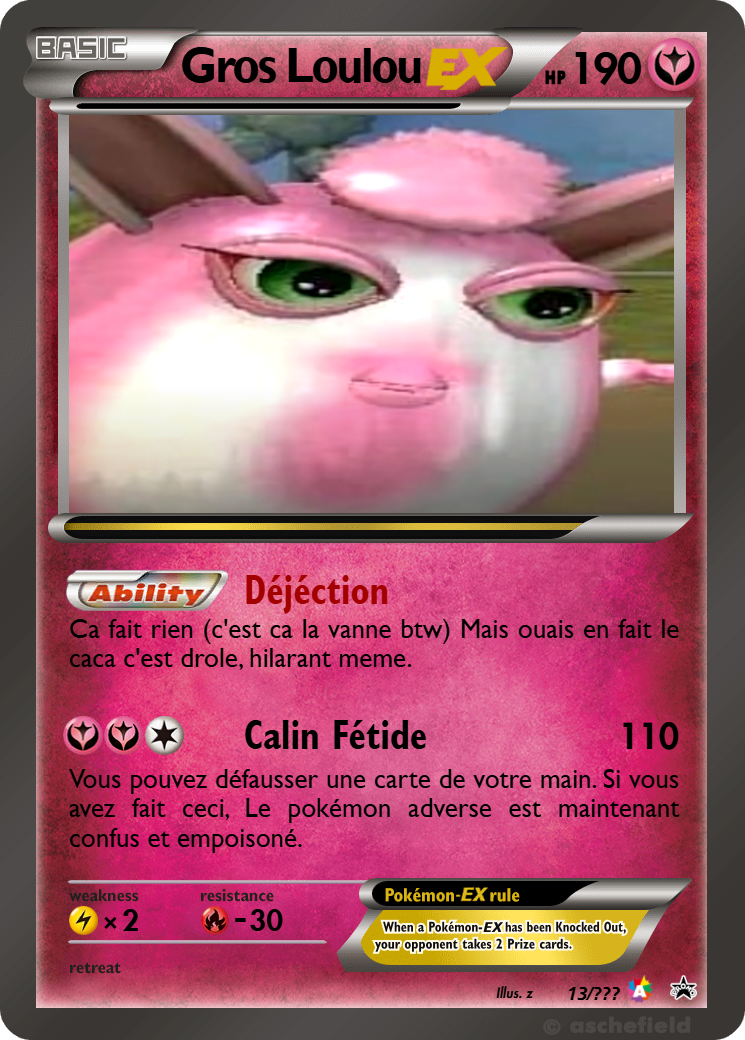 BASIC
Gros Loulou EX HP 190
Ability Déjéction
Ca fait rien (c'est ca la vanne btw) Mais ouais en fait le
caca c'est drole, hilarant meme.
Calin Fétide 110
Vous pouvez défausser une carte de votre main. Si vous
avez fait ceci, Le pokémon adverse est maintenant
confus et empoisoné.
weakness resistance
×2 -30
retreat
Pokémon-EX rule
When a Pokémon-EX has been Knocked Out,
your opponent takes 2 Prize cards.
Illus. z 13/??? A
© aschefield